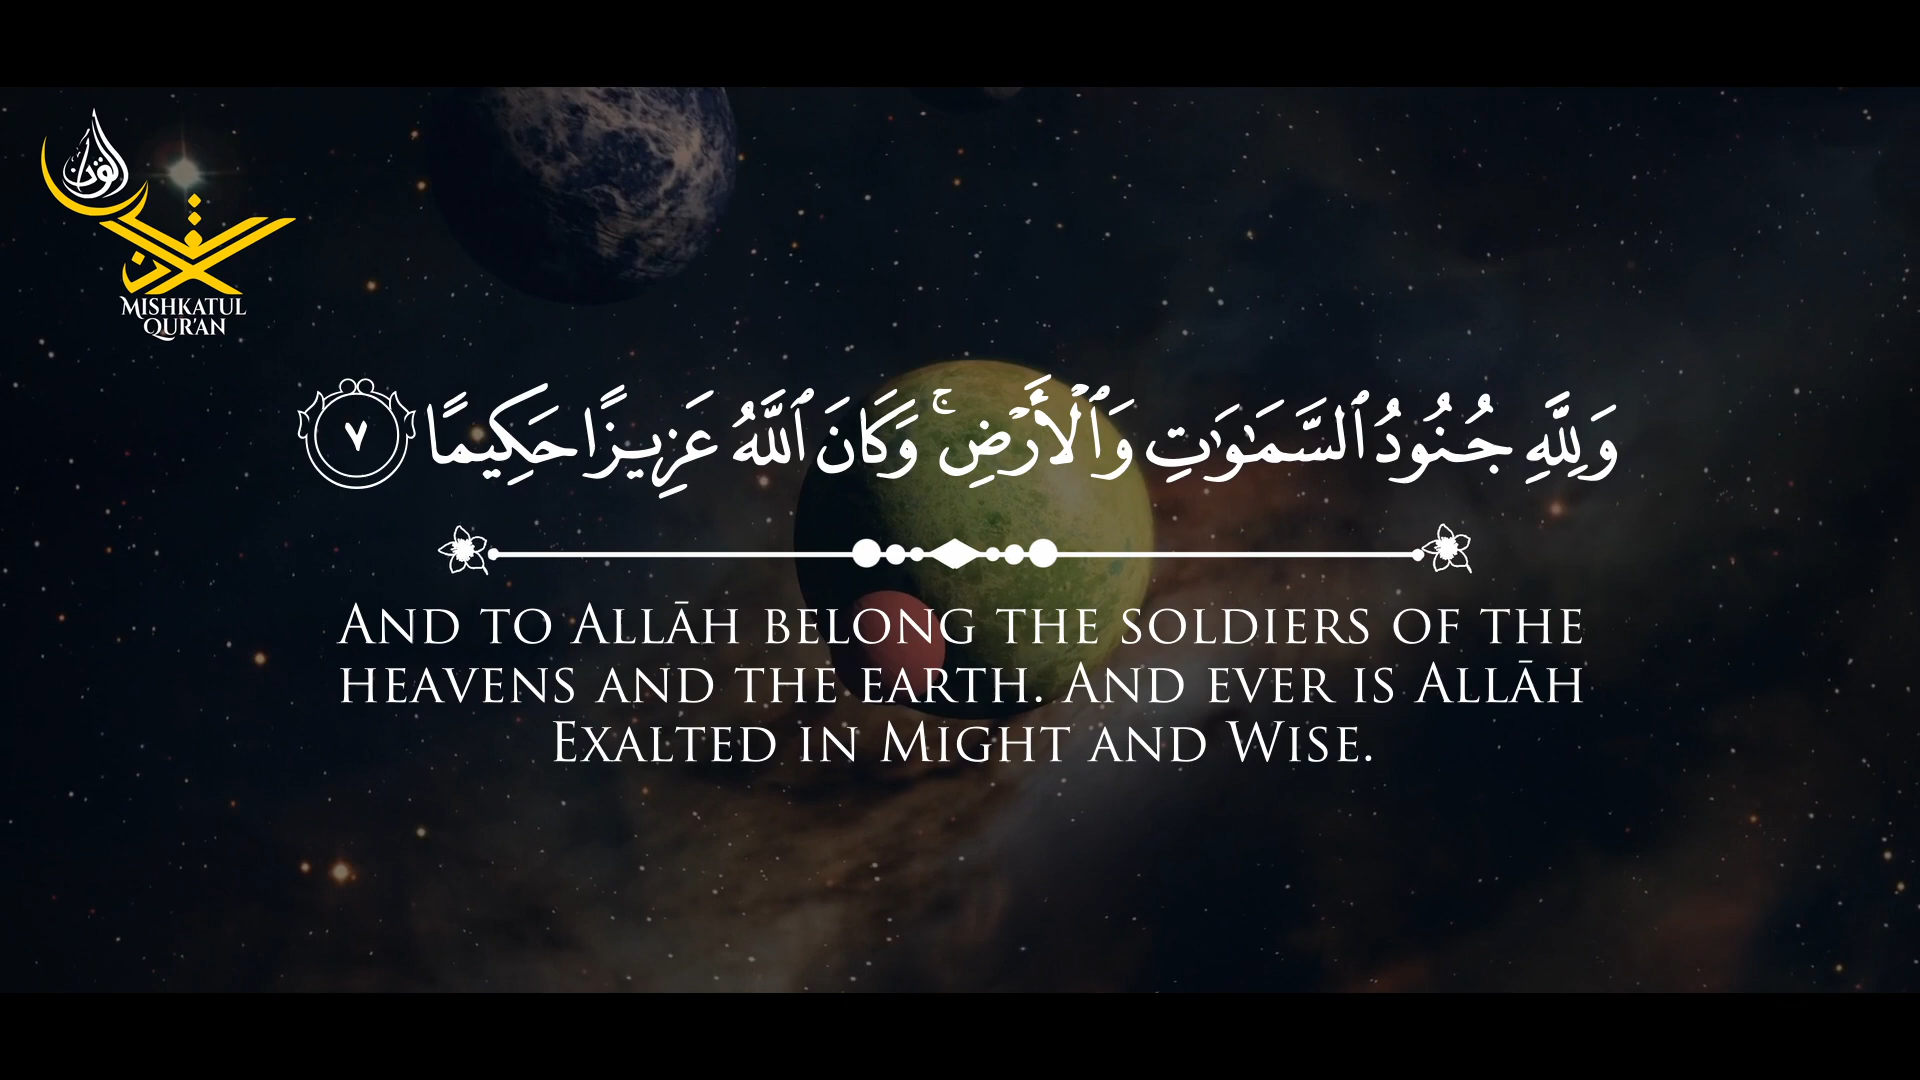 القرآن
MISHKATUL
QUR'AN
وَلِلَّهِ جُنُودُ ٱلسَّمَـٰوَٰتِ وَٱلْأَرْضِ ۚ وَكَانَ ٱللَّهُ عَزِيزًا حَكِيمًا ٧
AND TO ALLĀH BELONG THE SOLDIERS OF THE
HEAVENS AND THE EARTH. AND EVER IS ALLĀH
EXALTED IN MIGHT AND WISE.